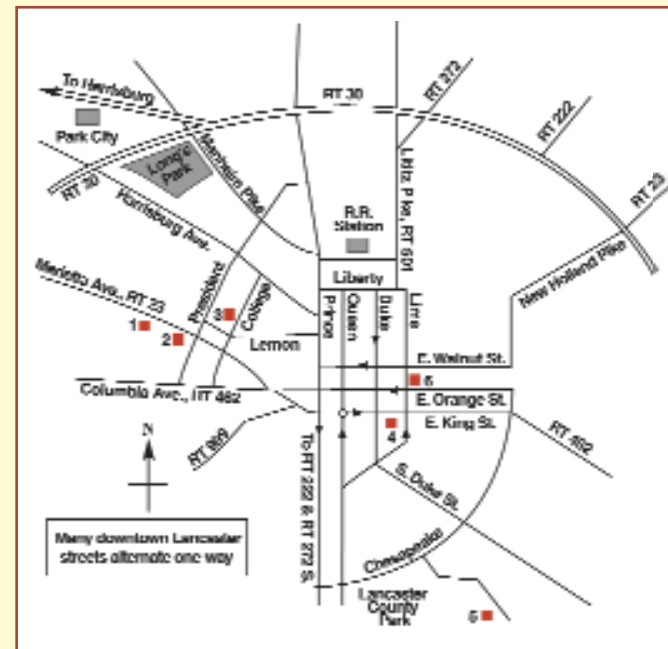 To Harrisburg
RT 30
RT 272
RT 222
Park City
Long's
Park
Manheim Pike
Lititz Pike, RT 501
RT 30
Harrisburg Ave.
R.R.
Station
RT 23
New Holland Pike
Marietta Ave., RT 23
President
College
Liberty
Prince
Queen
Duke
Lime
1
2
3
Lemon
E. Walnut St.
6
Columbia Ave., RT 462
E. Orange St.
E. King St.
4
RT 462
N
To RT 222 & RT 272 S.
S. Duke St.
Many downtown Lancaster
streets alternate one way
Chesapeake
Lancaster
County
Park
5